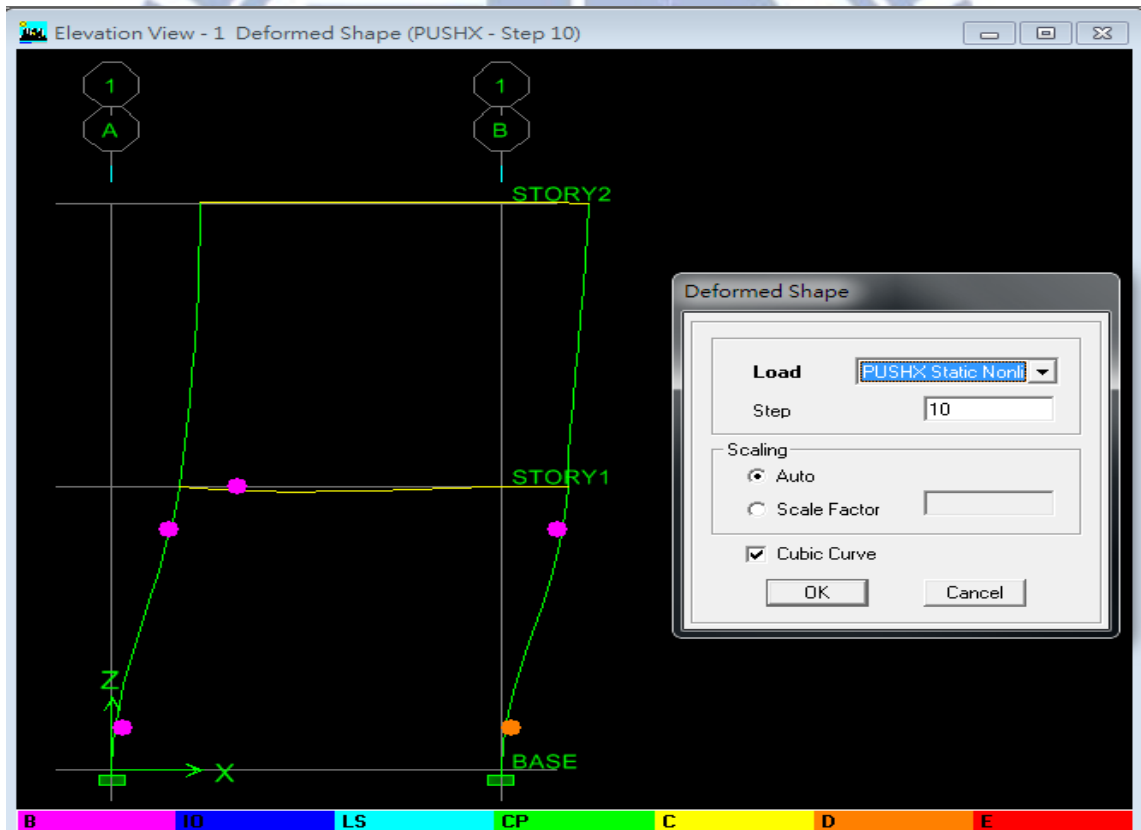 Elevation View - 1 Deformed Shape (PUSHX - Step 10)
1 1
A B
STORY2
Deformed Shape
Load PUSHX Static Nonli
Step 10
Scaling
Auto
Scale Factor
Cubic Curve
OK Cancel
STORY1
Z
X
BASE
B IO LS CP C D E